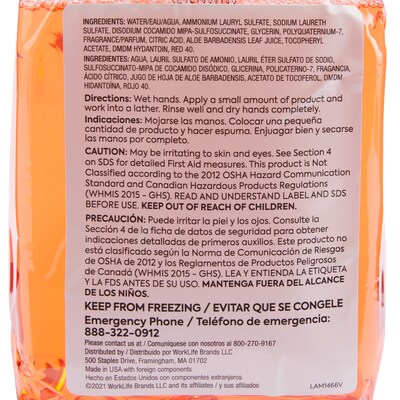 INGREDIENTS: WATER/EAU/AGUA, AMMONIUM LAURYL SULFATE, SODIUM LAURETH
SULFATE, DISODIUM COCAMIDO MIPA-SULFOSUCCINATE, GLYCERIN, POLYQUATERNIUM-7,
FRAGRANCE/PARFUM, CITRIC ACID, ALOE BARBADENSIS LEAF JUICE, TOCOPHERYL
ACETATE, DMDM HYDANTOIN, RED 40.
INGREDIENTES: AGUA, LAURIL SULFATO DE AMONIO, LAURIL ÉTER SULFATO DE SODIO,
SULFOSUCCINATO-MIPA DE COCAMIDO DISÓDICO, GLICERINA, POLICATERNO-7, FRAGANCIA,
ÁCIDO CÍTRICO, JUGO DE HOJA DE ALOE BARBADENSIS, ACETATO DE TOCOFEROL, DMDM
HIDANTOINA, ROJO 40.
Directions: Wet hands. Apply a small amount of product and
work into a lather. Rinse well and dry hands completely.
Indicaciones: Mojarse las manos. Colocar una pequeña
cantidad de producto y hacer espuma. Enjuagar bien y secarse
las manos por completo.
CAUTION: May be irritating to skin and eyes. See Section 4
on SDS for detailed First Aid measures. This product is Not
Classified according to the 2012 OSHA Hazard Communication
Standard and Canadian Hazardous Products Regulations
(WHMIS 2015 - GHS). READ AND UNDERSTAND LABEL AND SDS
BEFORE USE. KEEP OUT OF REACH OF CHILDREN.
PRECAUCIÓN: Puede irritar la piel y los ojos. Consulte la
Sección 4 de la ficha de datos de seguridad para obtener
indicaciones detalladas de primeros auxilios. Este producto no
está clasificado según la Norma de Comunicación de Riesgos
de OSHA de 2012 y los Reglamentos de Productos Peligrosos
de Canadá (WHMIS 2015 - GHS). LEA Y ENTIENDA LA ETIQUETA
Y LA FDS ANTES DE SU USO. MANTENGA FUERA DEL ALCANCE
DE LOS NIÑOS.
KEEP FROM FREEZING / EVITAR QUE SE CONGELE
Emergency Phone / Teléfono de emergencia:
888-322-0912
Please contact us at / Comuníquese con nosotros al 800-270-9167
Distributed by / Distribuido por WorkLife Brands LLC
500 Staples Drive, Framingham, MA 01702
Made in USA with foreign components
Hecho en Estados Unidos con componentes extranjeros
©2021 WorkLife Brands LLC and its affiliates / y sus afiliados
LAM1466V